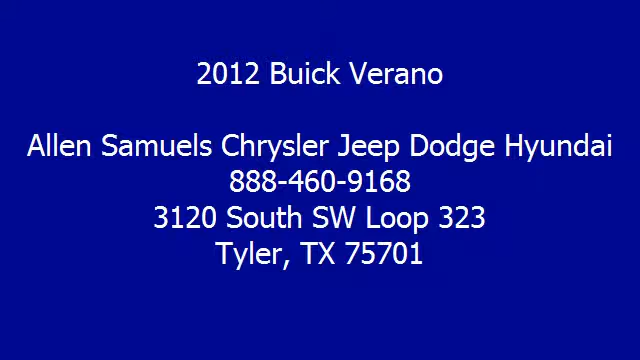 2012 Buick Verano
Allen Samuels Chrysler Jeep Dodge Hyundai
888-460-9168
3120 South SW Loop 323
Tyler, TX 75701